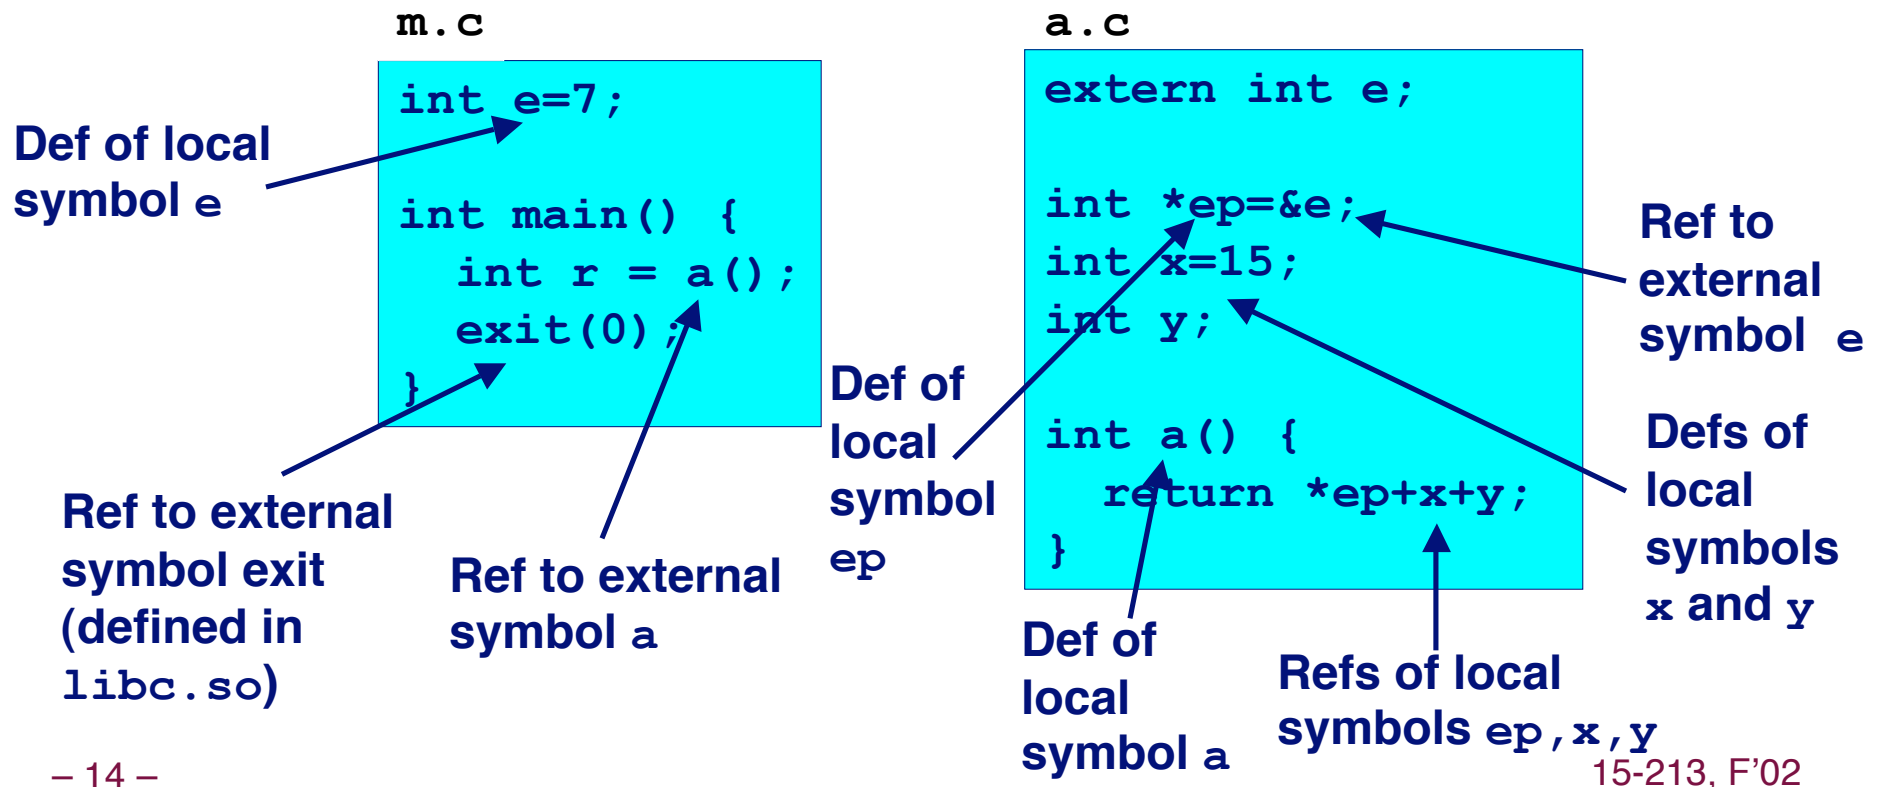 m.c
int e=7;
int main() {
int r = a();
exit(0);
}
Def of local
symbol e
Ref to external
symbol exit
(defined in
libc.so)
Ref to external
symbol a
a.c
extern int e;
int *ep=&e;
int x=15;
int y;
int a() {
return *ep+x+y;
}
Def of
local
symbol
ep
Ref to
external
symbol e
Defs of
local
symbols
x and y
Def of
local
symbol a
Refs of local
symbols ep,x,y
– 14 –
15-213, F’02